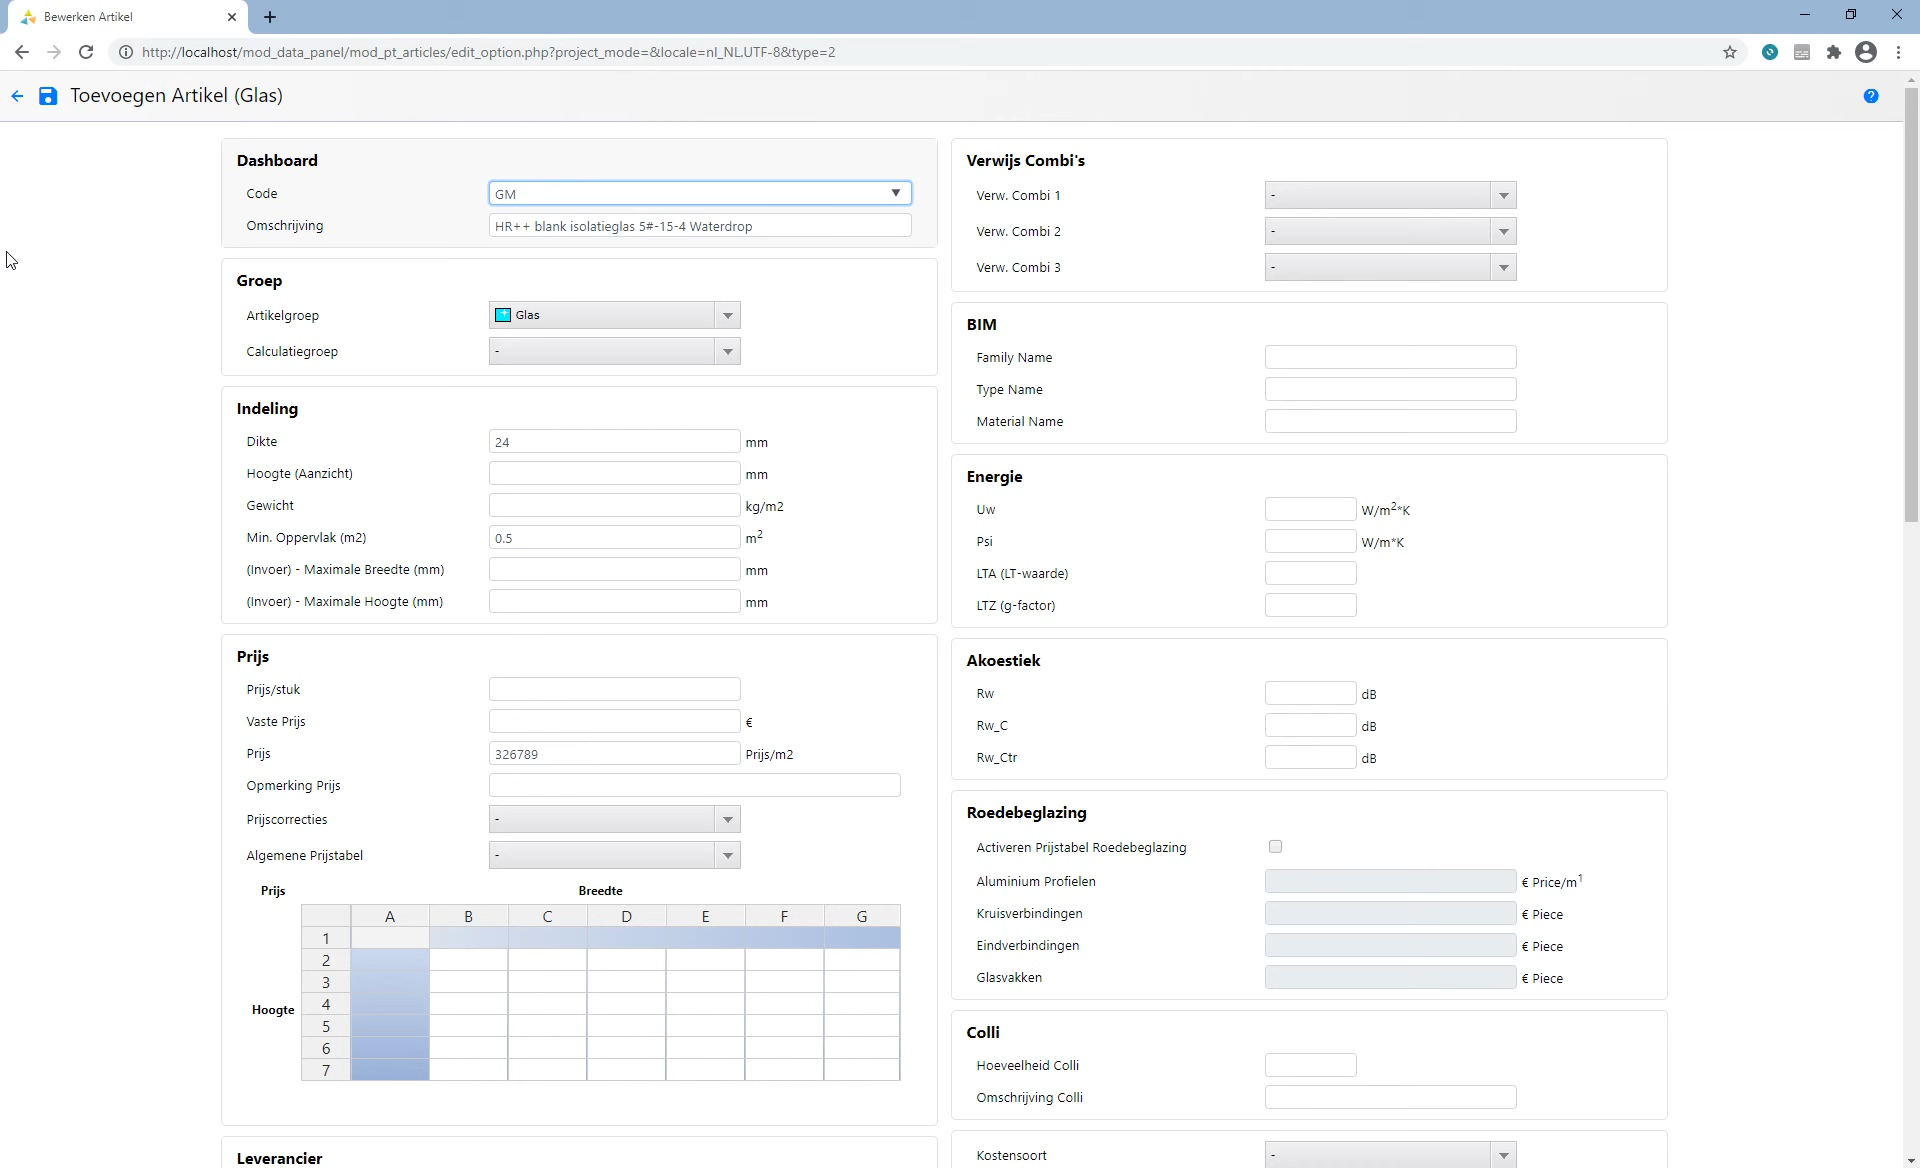 Bewerken Artikel
http://localhost/mod_data_panel/mod_pt_articles/edit_option.php?project_mode=&locale=nl_NL.UTF-8&type=2
Toevoegen Artikel (Glas)
Dashboard
Code GM
Omschrijving HR++ blank isolatieglas 5#-15-4 Waterdrop
Groep
Artikelgroep Glas
Calculatiegroep -
Indeling
Dikte 24 mm
Hoogte (Aanzicht) mm
Gewicht kg/m2
Min. Oppervlak (m2) 0.5 m2
(Invoer) - Maximale Breedte (mm) mm
(Invoer) - Maximale Hoogte (mm) mm
Prijs
Prijs/stuk
Vaste Prijs €
Prijs 326789 Prijs/m2
Opmerking Prijs
Prijscorrecties -
Algemene Prijstabel -
Prijs Breedte
A B C D E F G
1
2
3
Hoogte 4
5
6
7
Leverancier
Verwijs Combi's
Verw. Combi 1 -
Verw. Combi 2 -
Verw. Combi 3 -
BIM
Family Name
Type Name
Material Name
Energie
Uw W/m2*K
Psi W/m*K
LTA (LT-waarde)
LTZ (g-factor)
Akoestiek
Rw dB
Rw_C dB
Rw_Ctr dB
Roedebeglazing
Activeren Prijstabel Roedebeglazing
Aluminium Profielen € Price/m1
Kruisverbindingen € Piece
Eindverbindingen € Piece
Glasvakken € Piece
Colli
Hoeveelheid Colli
Omschrijving Colli
Kostensoort -